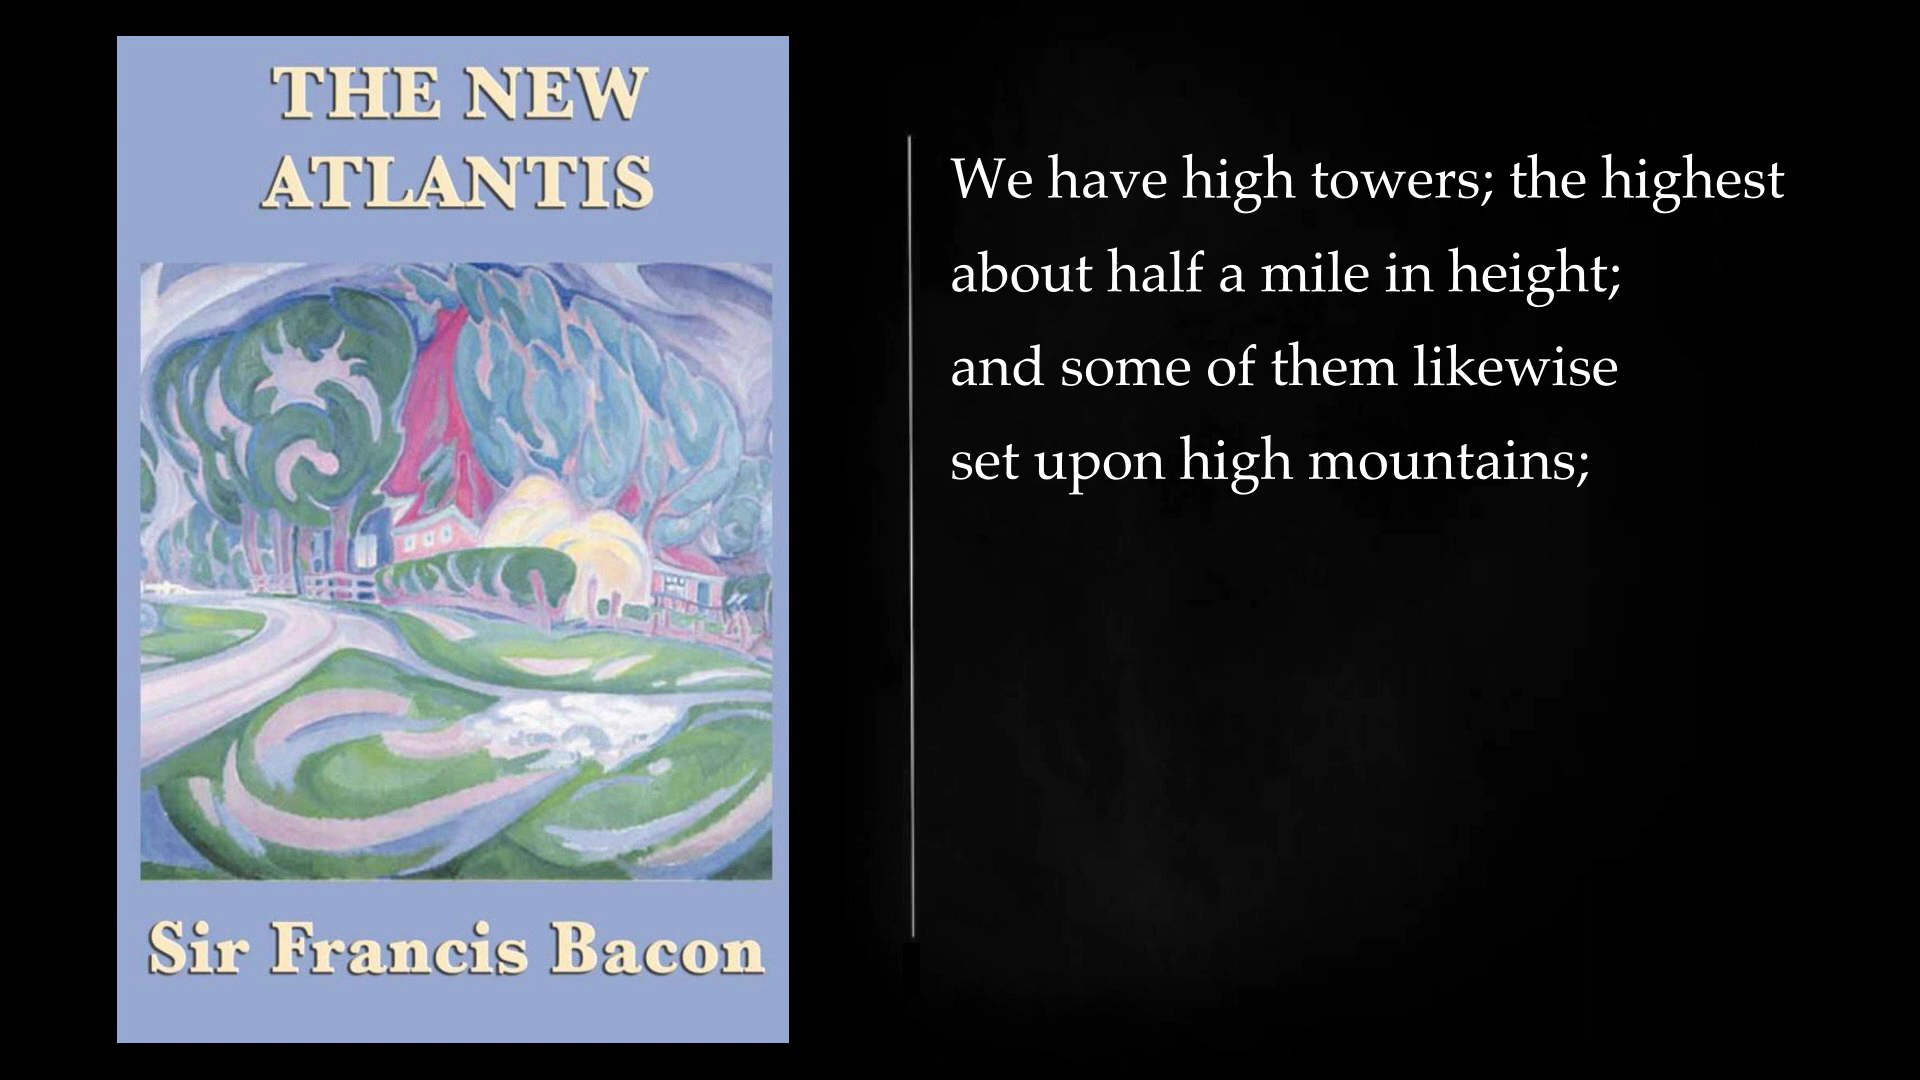 THE NEW
ATLANTIS
Sir Francis Bacon
We have high towers; the highest
about half a mile in height;
and some of them likewise
set upon high mountains;